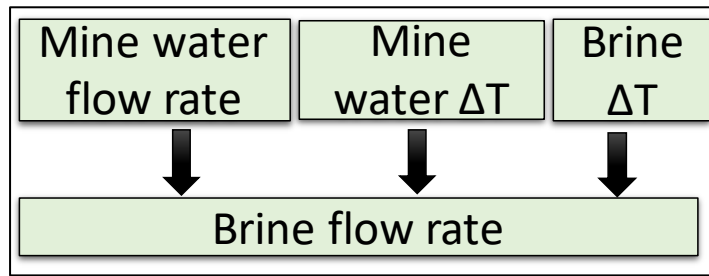 Mine water
flow rate
Mine
water ΔT
Brine
ΔT
Brine flow rate